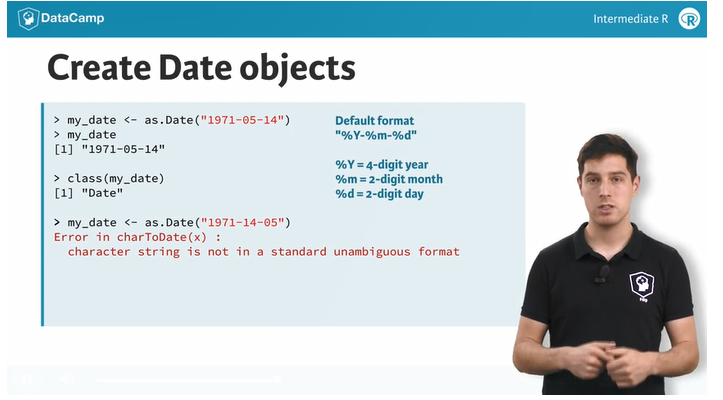 DataCamp
Intermediate R
R
Create Date objects
> my_date <- as.Date("1971-05-14")
> my_date
[1] "1971-05-14"
> class(my_date)
[1] "Date"
> my_date <- as.Date("1971-14-05")
Error in charToDate(x) :
character string is not in a standard unambiguous format
Default format
"%Y-%m-%d"
%Y = 4-digit year
%m = 2-digit month
%d = 2-digit day